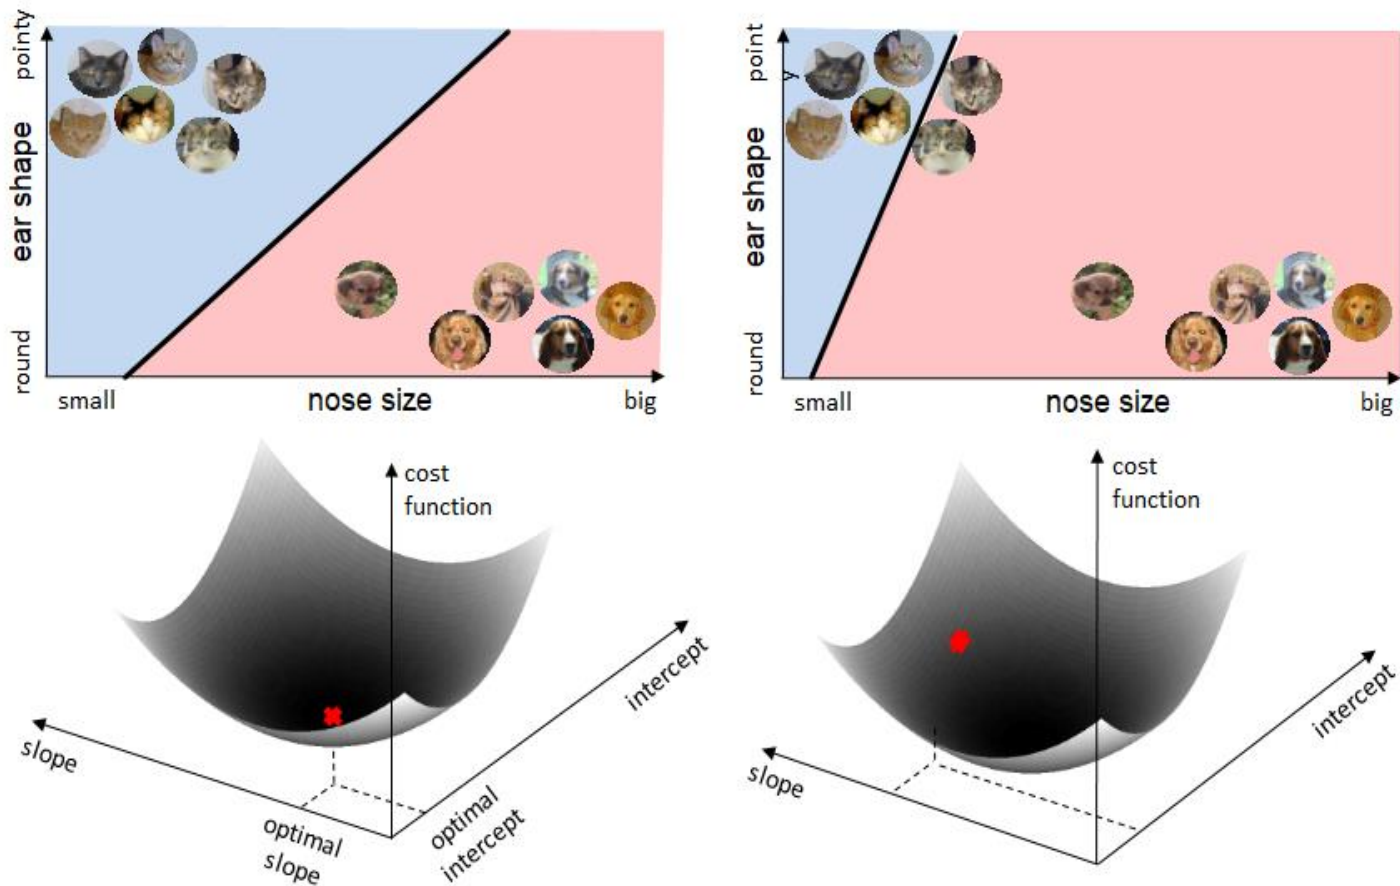 pointy
ear shape
round
small
nose size
big
point
y
ear shape
round
small
nose size
big
cost
function
slope
intercept
optimal
slope
optimal
intercept
cost
function
slope
intercept